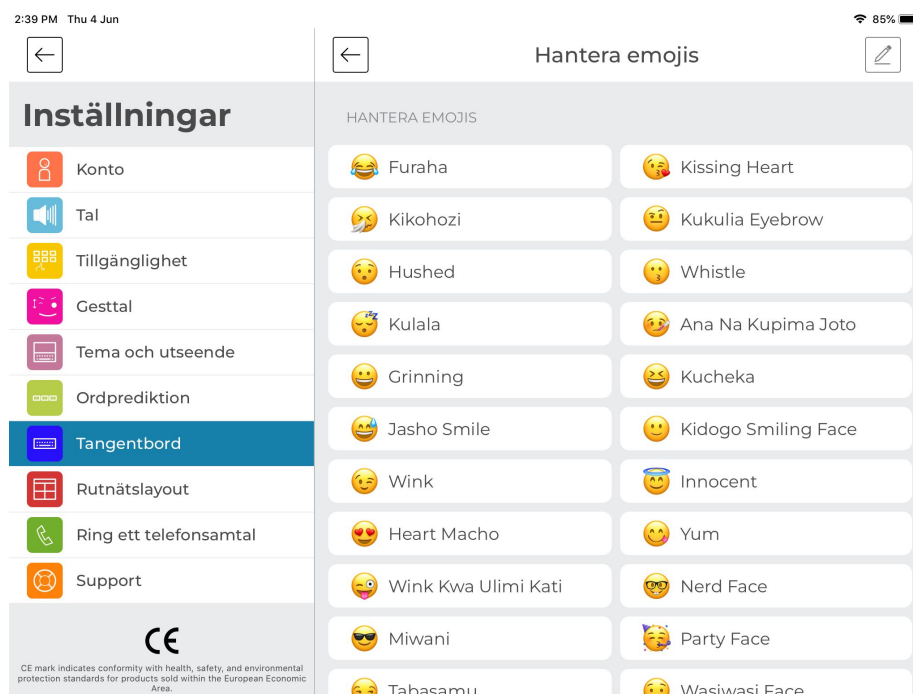 2:39 PM Thu 4 Jun
85%
Hantera emojis
Inställningar
Konto
Tal
Tillgänglighet
Gesttal
Tema och utseende
Ordprediktion
Tangentbord
Rutnätslayout
Ring ett telefonsamtal
Support
CE
CE mark indicates conformity with health, safety, and environmental
protection standards for products sold within the European Economic
Area.
HANTERA EMOJIS
Furaha
Kissing Heart
Kikohozi
Kukulia Eyebrow
Hushed
Whistle
Kulala
Ana Na Kupima Joto
Grinning
Kucheka
Jasho Smile
Kidogo Smiling Face
Wink
Innocent
Heart Macho
Yum
Wink Kwa Ulimi Kati
Nerd Face
Miwani
Party Face
Tabasamu
Wasiwasi Face